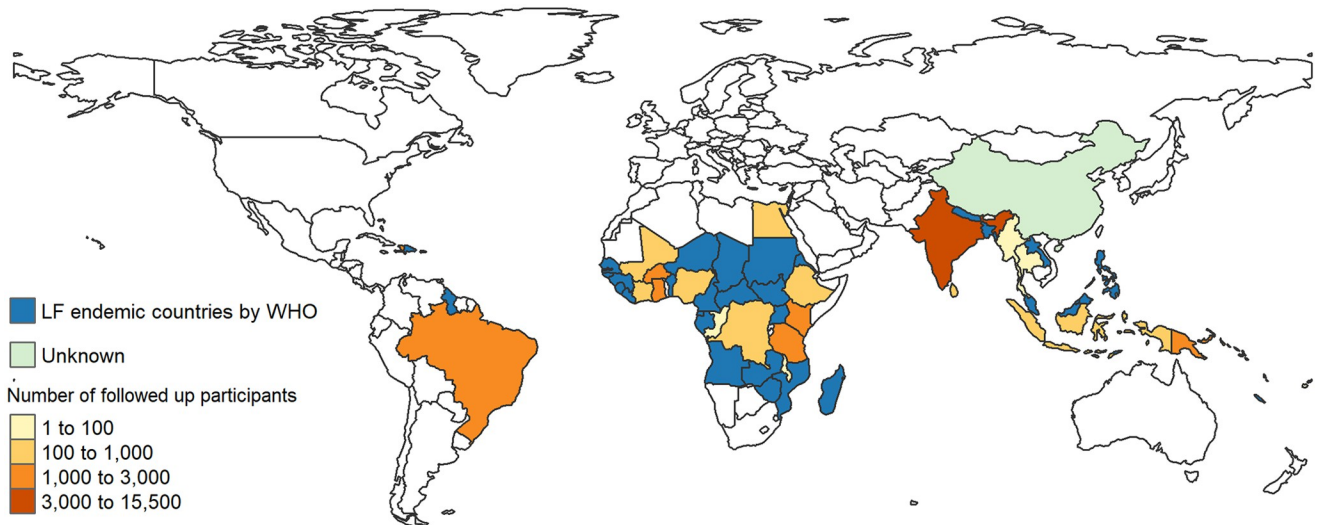 LF endemic countries by WHO
Unknown
Number of followed up participants
1 to 100
100 to 1,000
1,000 to 3,000
3,000 to 15,500